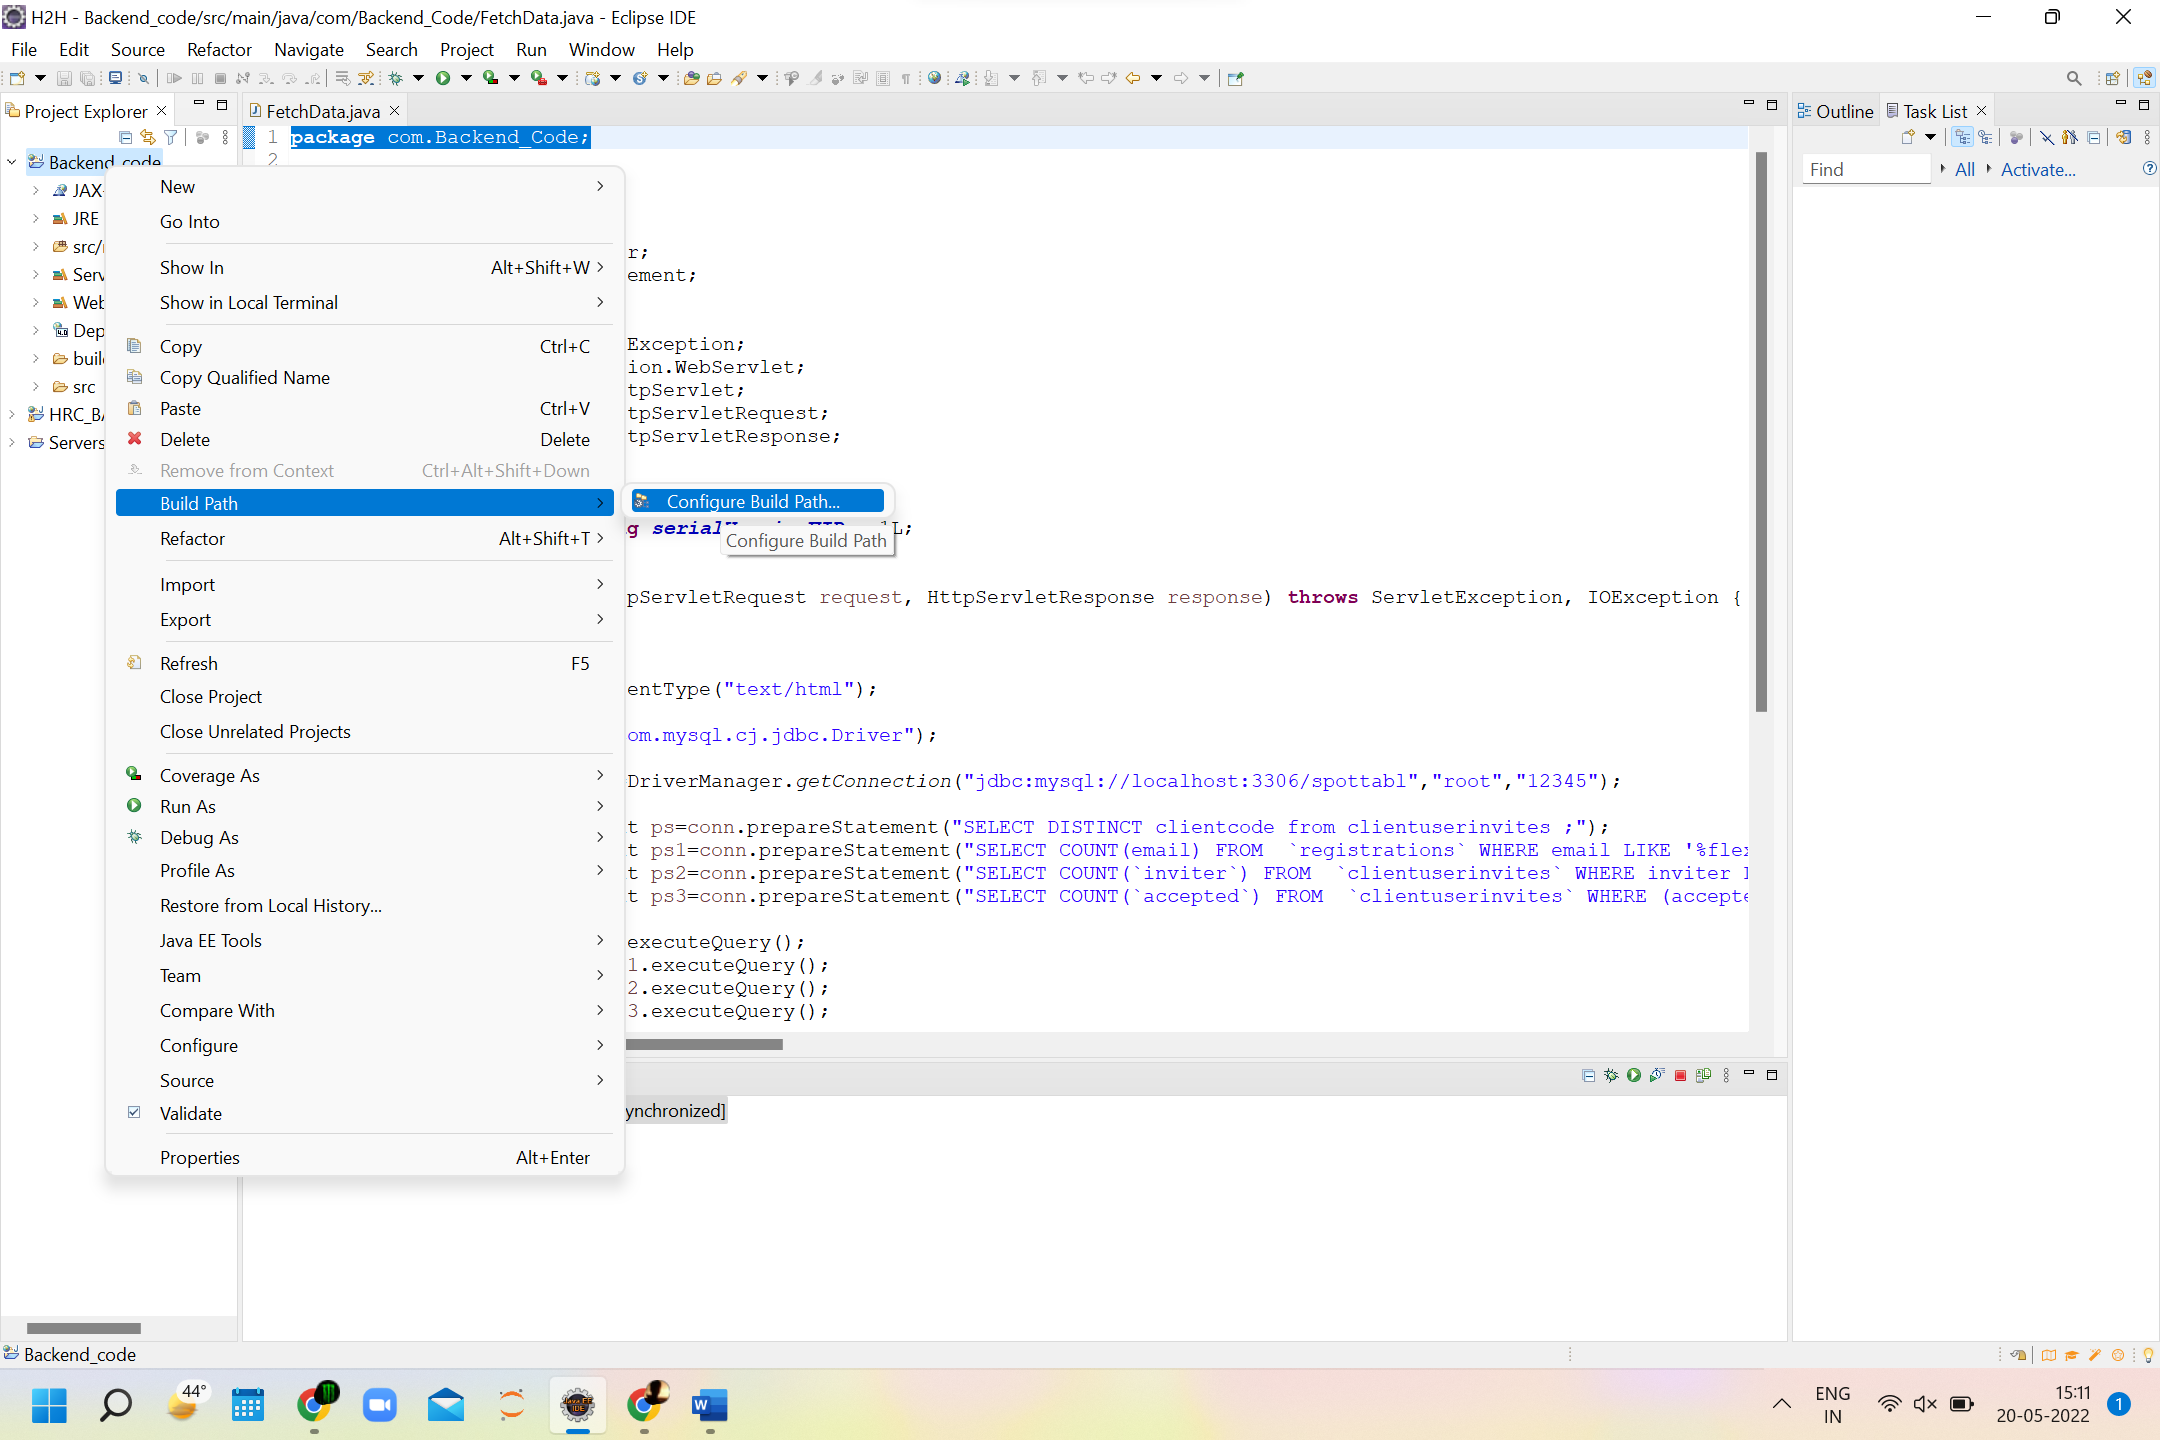 H2H - Backend_code/src/main/java/com/Backend_Code/FetchData.java - Eclipse IDE
File Edit Source Refactor Navigate Search Project Run Window Help
Project Explorer
FetchData.java
Outline Task List
Find All Activate...
1 package com.Backend_Code;
2
Backend_code
JAX-
JRE
src/
Serv
Web
Dep
buil
src
HRC_BA
Servers
New
Go Into
Show In Alt+Shift+W
Show in Local Terminal
Copy Ctrl+C
Copy Qualified Name
Paste Ctrl+V
Delete Delete
Remove from Context Ctrl+Alt+Shift+Down
Build Path
Refactor Alt+Shift+T
Import
Export
Refresh F5
Close Project
Close Unrelated Projects
Coverage As
Run As
Debug As
Profile As
Restore from Local History...
Java EE Tools
Team
Compare With
Configure
Source
Validate
Properties Alt+Enter
Configure Build Path...
Configure Build Path
r;
ement;
Exception;
ion.WebServlet;
tpServlet;
tpServletRequest;
tpServletResponse;
g serialV L;
pServletRequest request, HttpServletResponse response) throws ServletException, IOException {
entType("text/html");
om.mysql.cj.jdbc.Driver");
DriverManager.getConnection("jdbc:mysql://localhost:3306/spottabl","root","12345");
t ps=conn.prepareStatement("SELECT DISTINCT clientcode from clientuserinvites ;");
t ps1=conn.prepareStatement("SELECT COUNT(email) FROM  `registrations` WHERE email LIKE '%flex
t ps2=conn.prepareStatement("SELECT COUNT(`inviter`) FROM  `clientuserinvites` WHERE inviter
t ps3=conn.prepareStatement("SELECT COUNT(`accepted`) FROM  `clientuserinvites` WHERE (accepte
executeQuery();
1.executeQuery();
2.executeQuery();
3.executeQuery();
ynchronized]
Backend_code
44°
ENG
IN
15:11
20-05-2022
1